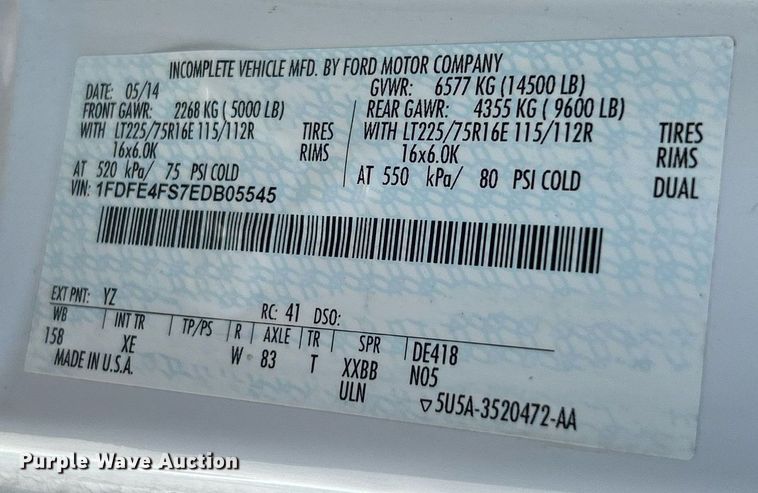 INCOMPLETE VEHICLE MFD. BY FORD MOTOR COMPANY
DATE: 05/14 GVWR: 6577 KG (14500 LB)
FRONT GAWR: 2268 KG ( 5000 LB) REAR GAWR: 4355 KG ( 9600 LB)
WITH LT225/75R16E 115/112R TIRES WITH LT225/75R16E 115/112R TIRES
16x6.0K RIMS 16x6.0K RIMS
AT 520 kPa/ 75 PSI COLD AT 550 kPa/ 80 PSI COLD DUAL
VIN: 1FDFE4FS7EDB05545
EXT PNT: YZ RC: 41 DSO:
WB INT TR TP/PS R AXLE TR SPR DE418
158 XE W 83 T XXBB N05
MADE IN U.S.A. ULN ▽5U5A-3520472-AA
Purple Wave Auction